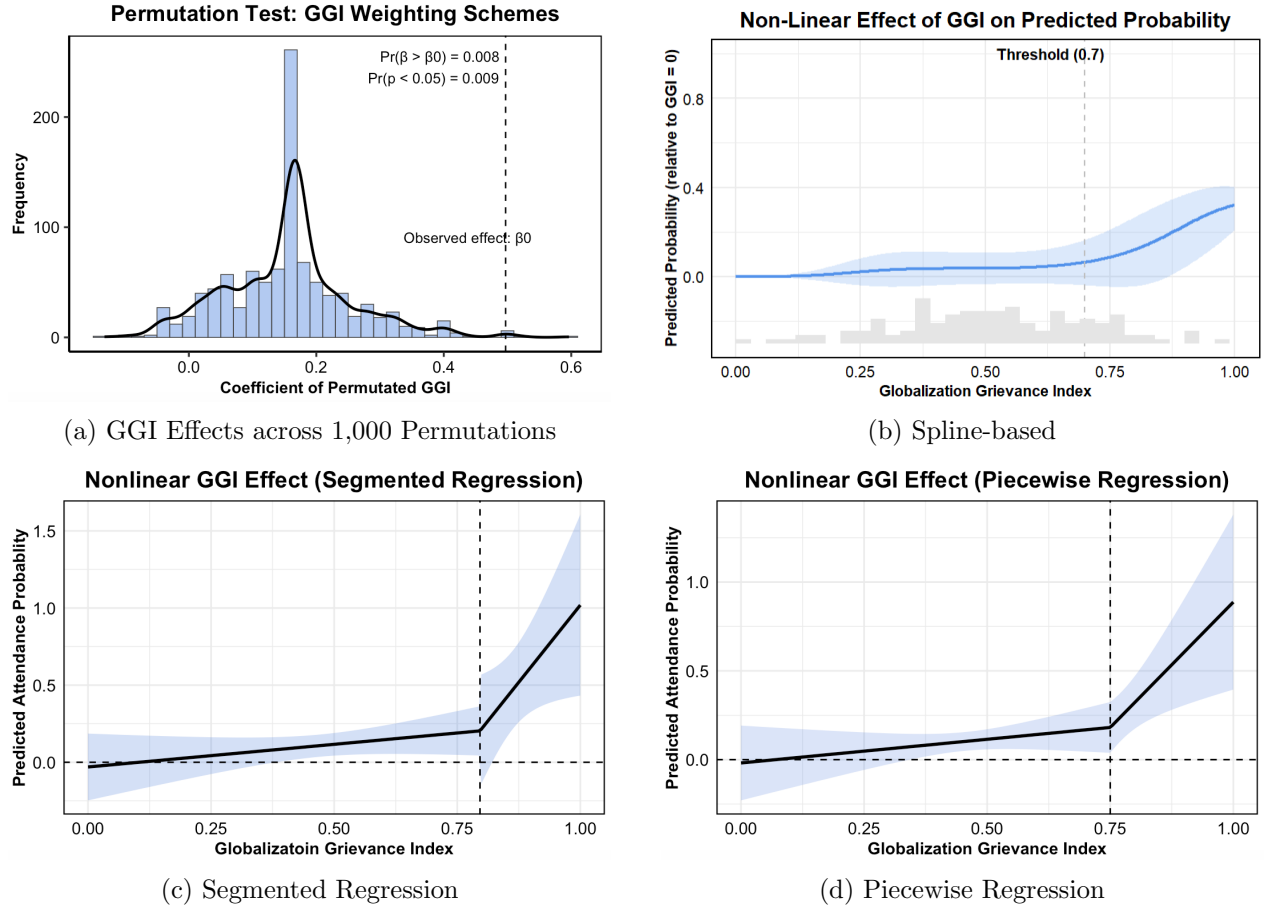 Permutation Test: GGI Weighting Schemes
Pr(β > β0) = 0.008
Pr(p < 0.05) = 0.009
Observed effect: β0
Frequency
200
100
0
0.0 0.2 0.4 0.6
Coefficient of Permutated GGI
(a) GGI Effects across 1,000 Permutations
Non-Linear Effect of GGI on Predicted Probability
Threshold (0.7)
Predicted Probability (relative to GGI = 0)
0.8
0.4
0.0
0.00 0.25 0.50 0.75 1.00
Globalization Grievance Index
(b) Spline-based
Nonlinear GGI Effect (Segmented Regression)
Predicted Attendance Probablity
1.5
1.0
0.5
0.0
0.00 0.25 0.50 0.75 1.00
Globalizatoin Grievance Index
(c) Segmented Regression
Nonlinear GGI Effect (Piecewise Regression)
Predicted Attendance Probability
1.0
0.5
0.0
0.00 0.25 0.50 0.75 1.00
Globalization Grievance Index
(d) Piecewise Regression